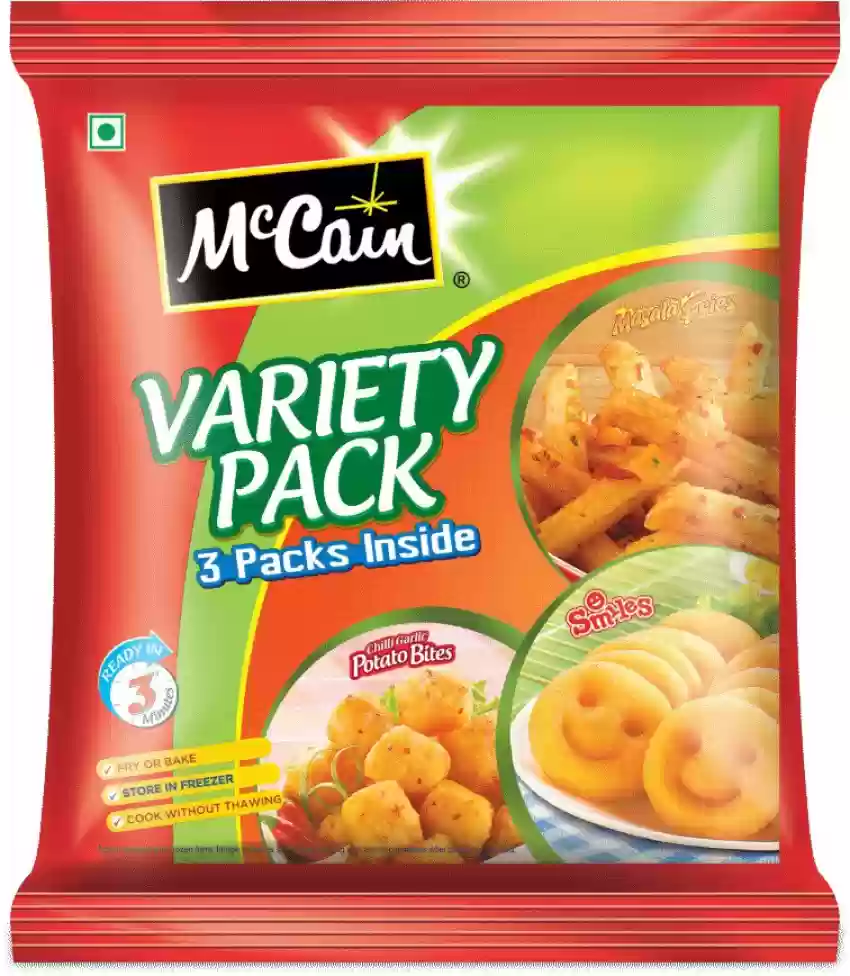 McCain
®
VARIETY
PACK
3 Packs Inside
Masala Fries
Smiles
Chilli Garlic
Potato Bites
READY IN
3
Minutes
FRY OR BAKE
STORE IN FREEZER
COOK WITHOUT THAWING